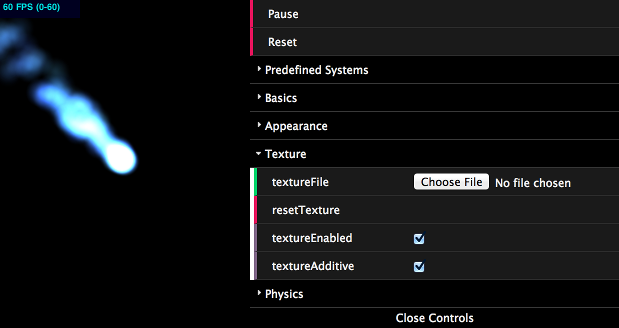 60 FPS (0-60)
Pause
Reset
Predefined Systems
Basics
Appearance
Texture
textureFile Choose File No file chosen
resetTexture
textureEnabled
textureAdditive
Physics
Close Controls